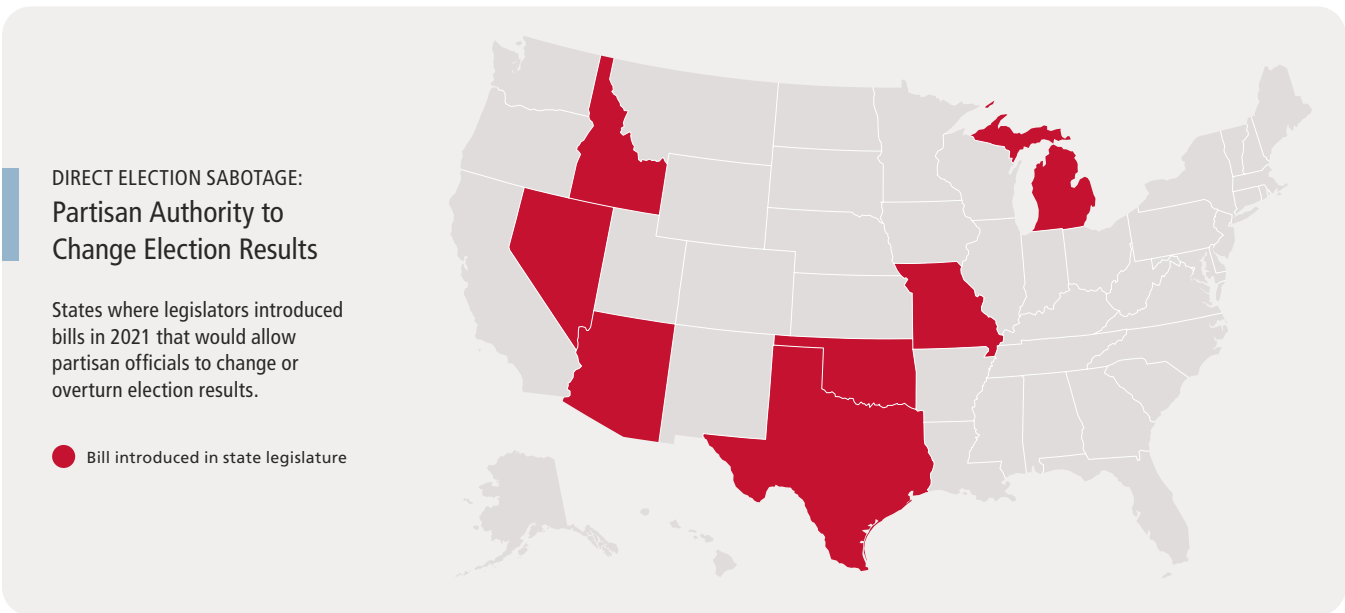 DIRECT ELECTION SABOTAGE:
Partisan Authority to
Change Election Results
States where legislators introduced
bills in 2021 that would allow
partisan officials to change or
overturn election results.
Bill introduced in state legislature